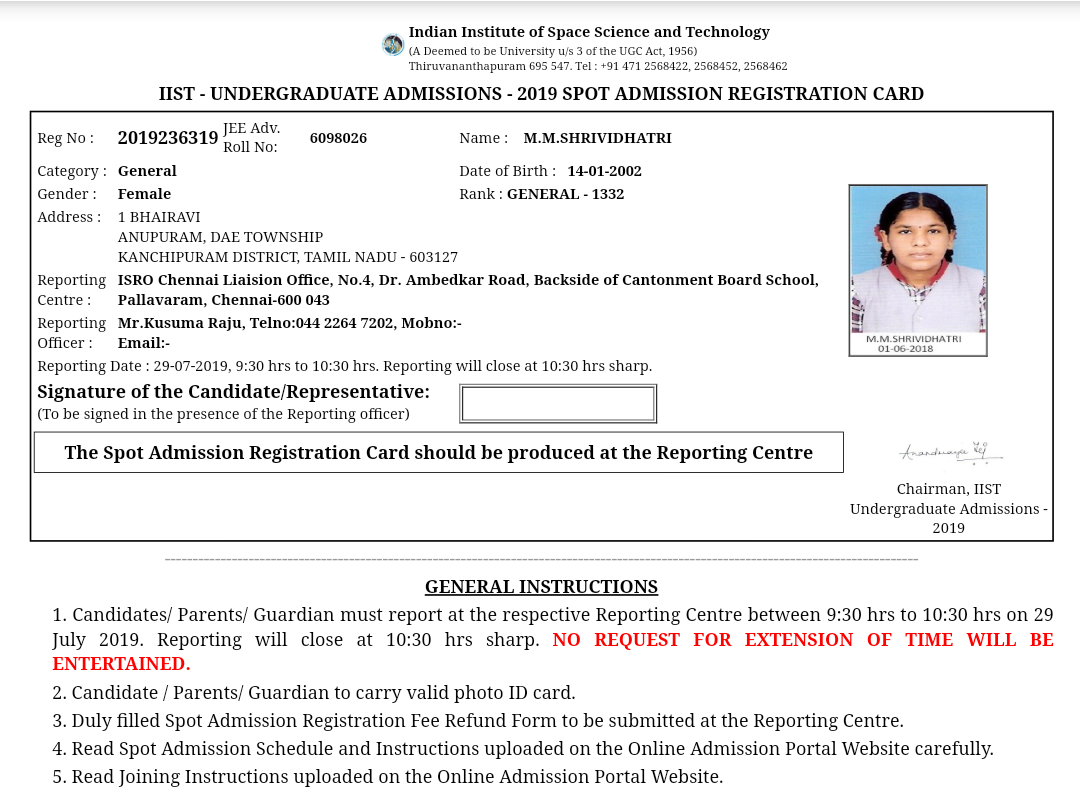 Indian Institute of Space Science and Technology
(A Deemed to be University u/s 3 of the UGC Act, 1956)
Thiruvananthapuram 695 547. Tel : +91 471 2568422, 2568452, 2568462
IIST - UNDERGRADUATE ADMISSIONS - 2019 SPOT ADMISSION REGISTRATION CARD
Reg No : 2019236319 JEE Adv. Roll No: 6098026 Name : M.M.SHRIVIDHATRI
Category : General Date of Birth : 14-01-2002
Gender : Female Rank : GENERAL - 1332
Address : 1 BHAIRAVI
ANUPURAM, DAE TOWNSHIP
KANCHIPURAM DISTRICT, TAMIL NADU - 603127
Reporting ISRO Chennai Liaision Office, No.4, Dr. Ambedkar Road, Backside of Cantonment Board School,
Centre : Pallavaram, Chennai-600 043
Reporting Mr.Kusuma Raju, Telno:044 2264 7202, Mobno:-
Officer : Email:-
M.M.SHRIVIDHATRI
01-06-2018
Reporting Date : 29-07-2019, 9:30 hrs to 10:30 hrs. Reporting will close at 10:30 hrs sharp.
Signature of the Candidate/Representative:
(To be signed in the presence of the Reporting officer)
The Spot Admission Registration Card should be produced at the Reporting Centre
Chairman, IIST
Undergraduate Admissions -
2019
GENERAL INSTRUCTIONS
1. Candidates/ Parents/ Guardian must report at the respective Reporting Centre between 9:30 hrs to 10:30 hrs on 29
July 2019. Reporting will close at 10:30 hrs sharp. NO REQUEST FOR EXTENSION OF TIME WILL BE
ENTERTAINED.
2. Candidate / Parents/ Guardian to carry valid photo ID card.
3. Duly filled Spot Admission Registration Fee Refund Form to be submitted at the Reporting Centre.
4. Read Spot Admission Schedule and Instructions uploaded on the Online Admission Portal Website carefully.
5. Read Joining Instructions uploaded on the Online Admission Portal Website.